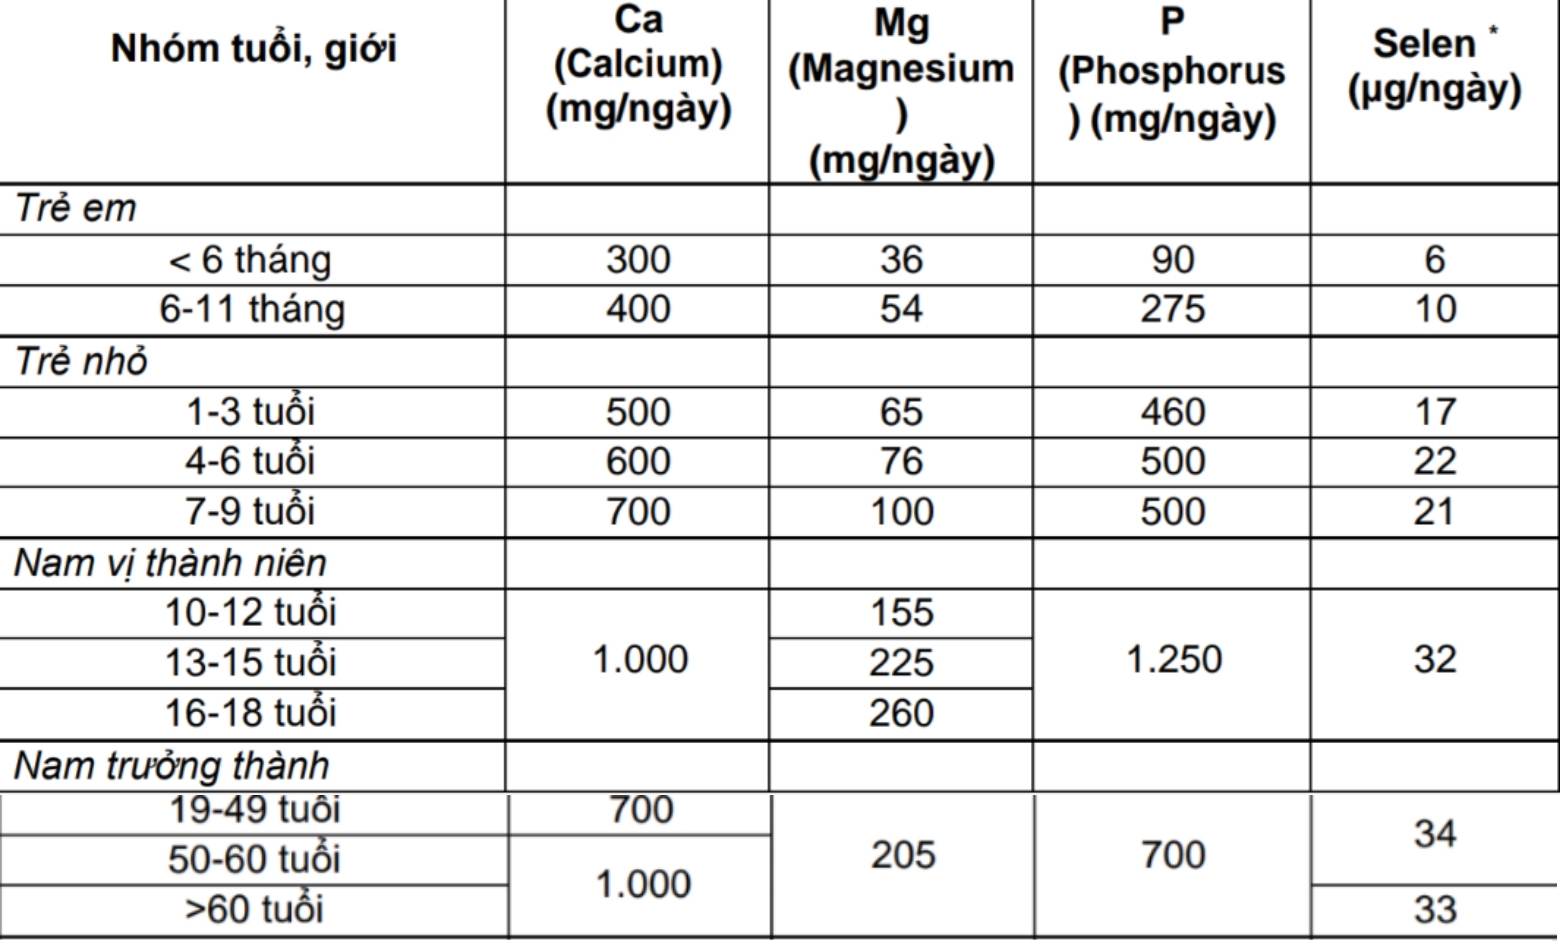 Nhóm tuổi, giới
Ca
(Calcium)
(mg/ngày)
Mg
(Magnesium
)
(mg/ngày)
P
(Phosphorus
) (mg/ngày)
Selen *
(µg/ngày)
Trẻ em
< 6 tháng 300 36 90 6
6-11 tháng 400 54 275 10
Trẻ nhỏ
1-3 tuổi 500 65 460 17
4-6 tuổi 600 76 500 22
7-9 tuổi 700 100 500 21
Nam vị thành niên
10-12 tuổi 155
13-15 tuổi 1.000 225 1.250 32
16-18 tuổi 260
Nam trưởng thành
19-49 tuổi 700
34
50-60 tuổi 205 700
1.000
>60 tuổi 33